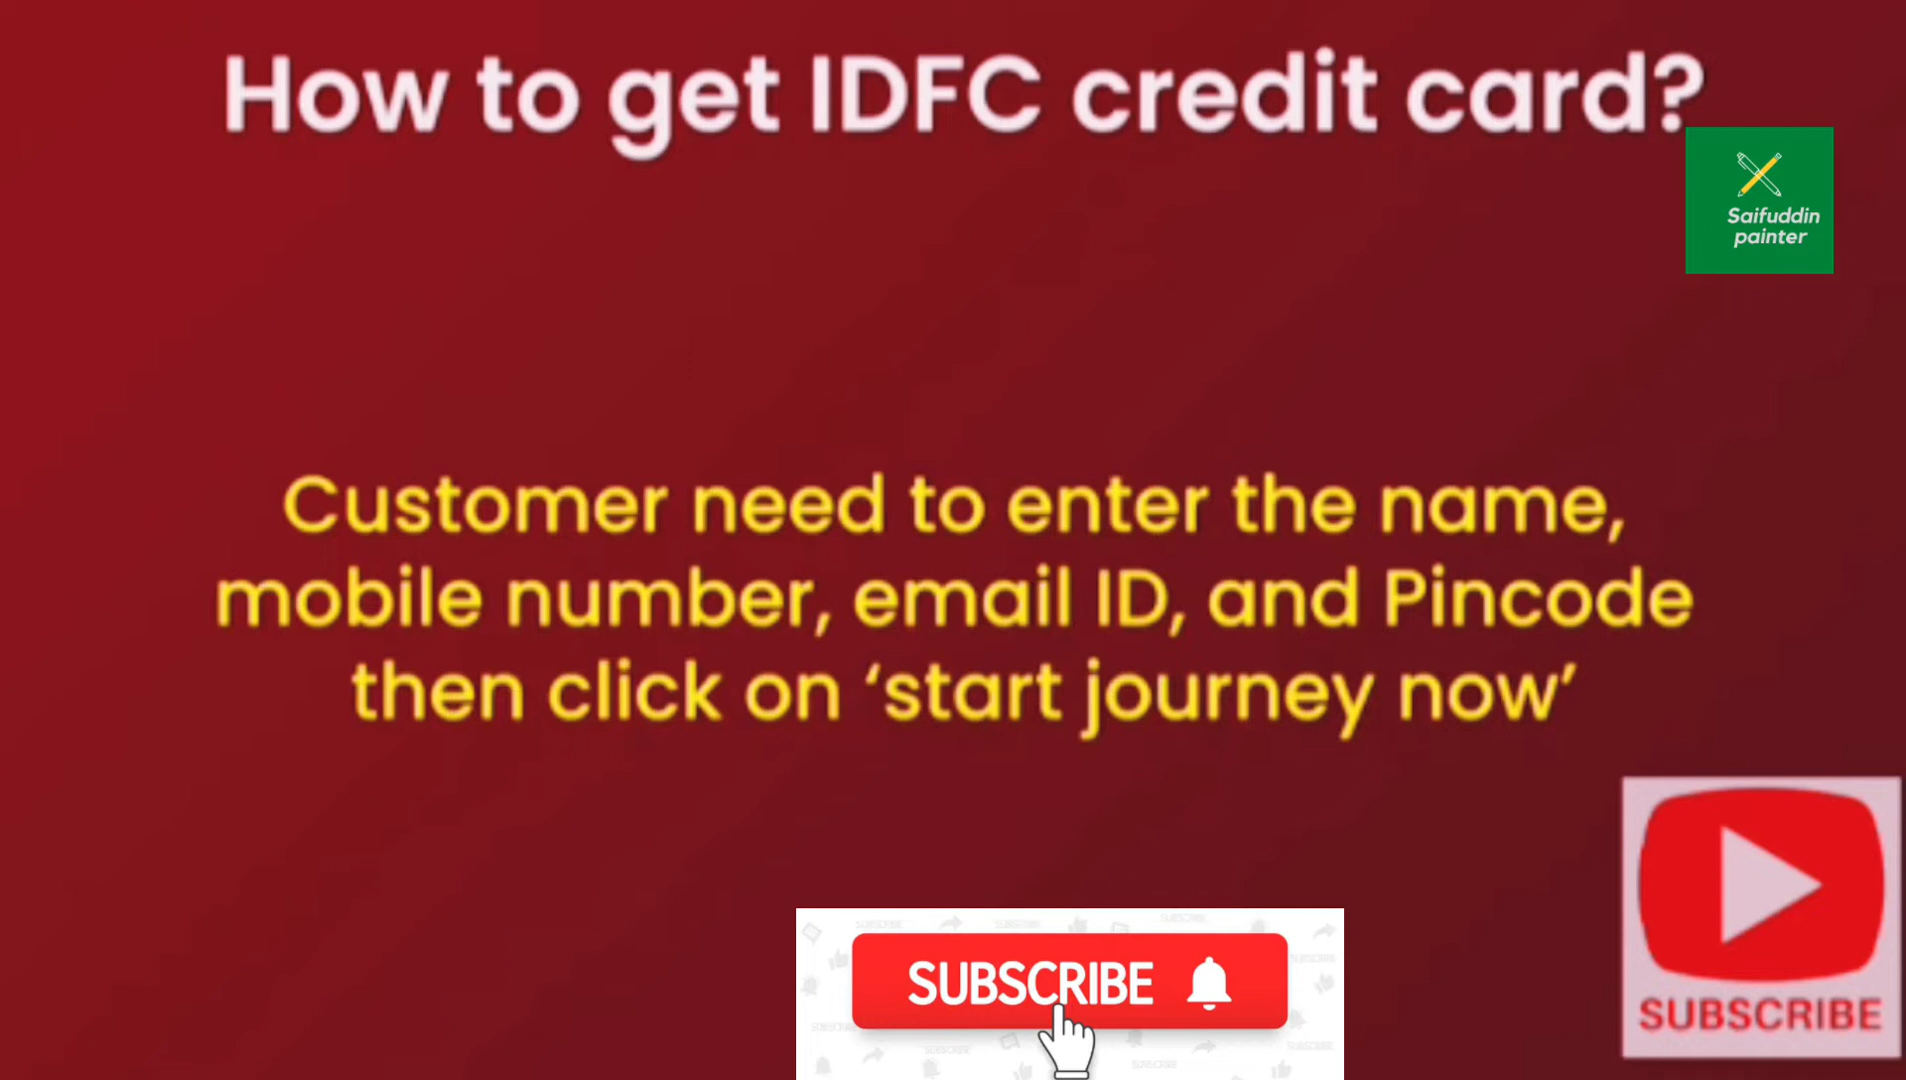 How to get IDFC credit card?
Saifuddin
painter
Customer need to enter the name,
mobile number, email ID, and Pincode
then click on ‘start journey now’
SUBSCRIBE
SUBSCRIBE